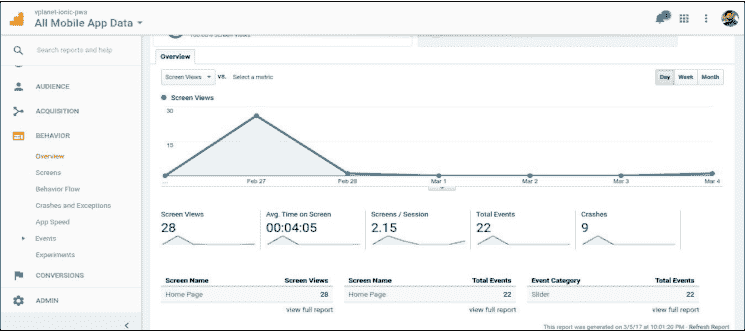 vplanet-ionic-pwa
All Mobile App Data
Search reports and help
AUDIENCE
ACQUISITION
BEHAVIOR
Overview
Screens
Behavior Flow
Crashes and Exceptions
App Speed
Events
Experiments
CONVERSIONS
ADMIN
Overview
Screen Views vs. Select a metric
Day Week Month
Screen Views
30
15
... Feb 27 Feb 28 Mar 1 Mar 2 Mar 3 Mar 4
Screen Views Avg. Time on Screen Screens / Session Total Events Crashes
28 00:04:05 2.15 22 9
Screen Name Screen Views Screen Name Total Events Event Category Total Events
Home Page 28 Home Page 22 Slider 22
view full report view full report view full report
This report was generated on 3/5/17 at 10:01:20 PM - Refresh Report